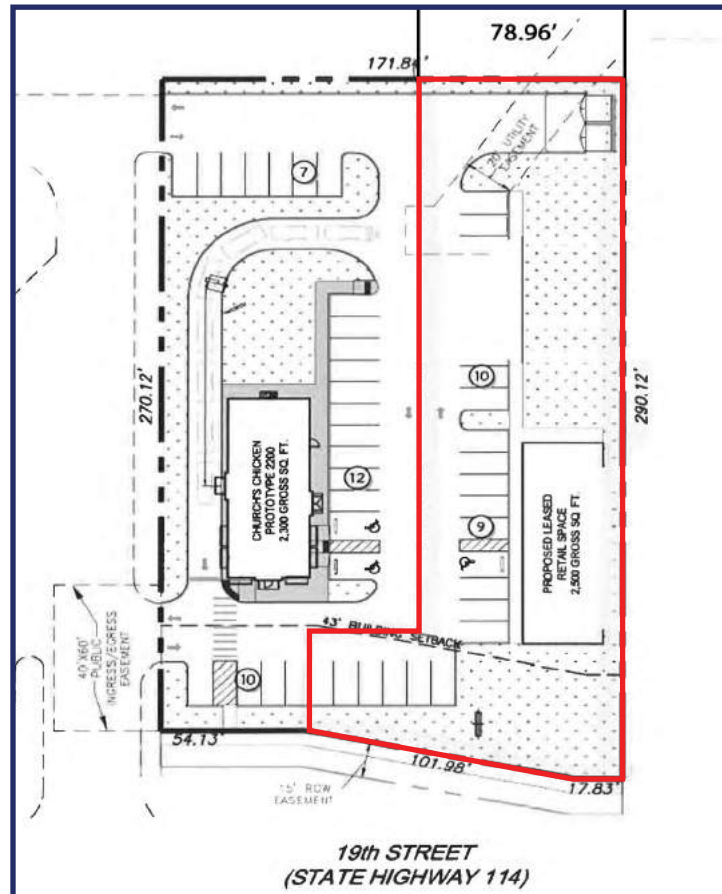 78.96'
171.84'
20' UTILITY
EASEMENT
7
270.12'
290.12'
10
CHURCH'S CHICKEN
PROTOTYPE 2200
2,300 GROSS SQ. FT.
12
9
PROPOSED LEASED
RETAIL SPACE
2,500 GROSS SQ. FT.
43' BUILDING SETBACK
40'X60'
PUBLIC
INGRESS/EGRESS
EASEMENT
10
54.13'
101.98'
17.83'
15' ROW
EASEMENT
19th STREET
(STATE HIGHWAY 114)